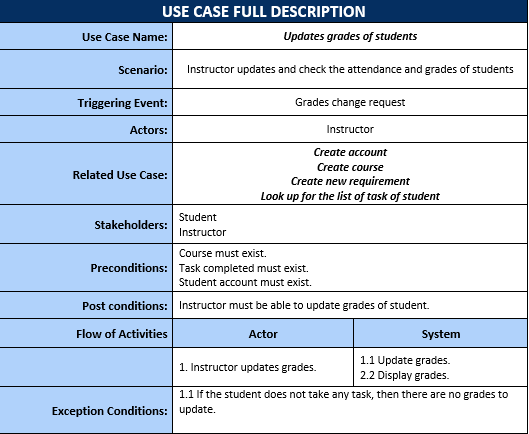 USE CASE FULL DESCRIPTION
Use Case Name: Updates grades of students
Scenario: Instructor updates and check the attendance and grades of students
Triggering Event: Grades change request
Actors: Instructor
Related Use Case:
Create account
Create course
Create new requirement
Look up for the list of task of student
Stakeholders:
Student
Instructor
Preconditions:
Course must exist.
Task completed must exist.
Student account must exist.
Post conditions: Instructor must be able to update grades of student.
Flow of Activities Actor System
1. Instructor updates grades.
1.1 Update grades.
2.2 Display grades.
Exception Conditions:
1.1 If the student does not take any task, then there are no grades to
update.